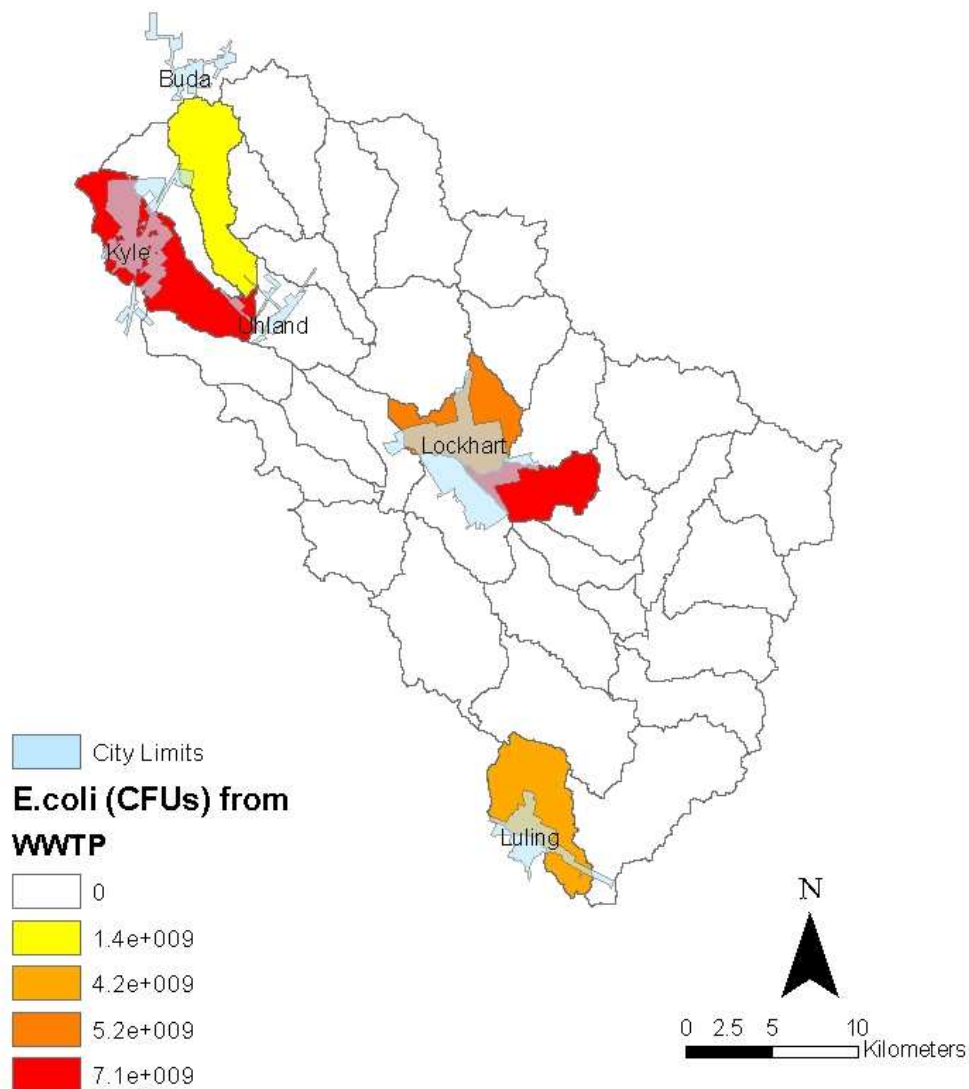 Buda
Kyle
Uhland
Lockhart
Luling
City Limits
E.coli (CFUs) from
WWTP
0
1.4e+009
4.2e+009
5.2e+009
7.1e+009
N
0 2.5 5 10
Kilometers